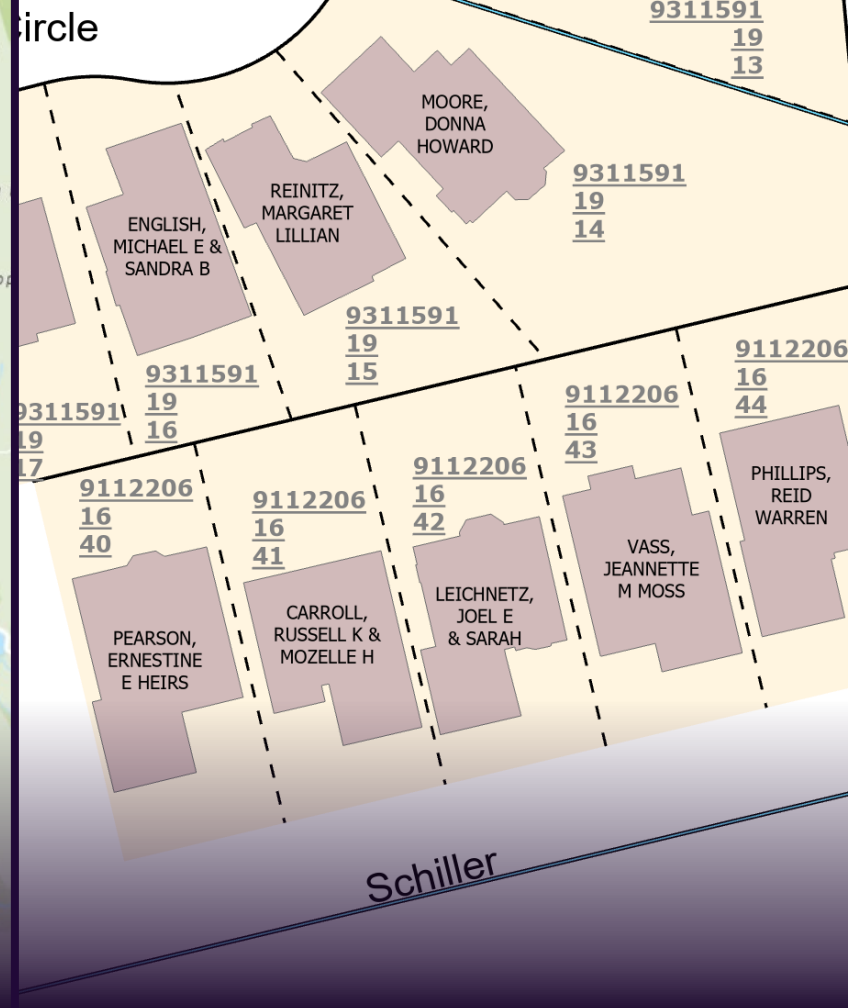 ircle
9311591
19
13
MOORE,
DONNA
HOWARD
9311591
19
14
REINITZ,
MARGARET
LILLIAN
ENGLISH,
MICHAEL E &
SANDRA B
9311591
19
15
9311591
19
16
9311591
19
17
9112206
16
44
9112206
16
43
9112206
16
42
9112206
16
41
9112206
16
40
PHILLIPS,
REID
WARREN
VASS,
JEANNETTE
M MOSS
LEICHNETZ,
JOEL E
& SARAH
CARROLL,
RUSSELL K &
MOZELLE H
PEARSON,
ERNESTINE
E HEIRS
Schiller